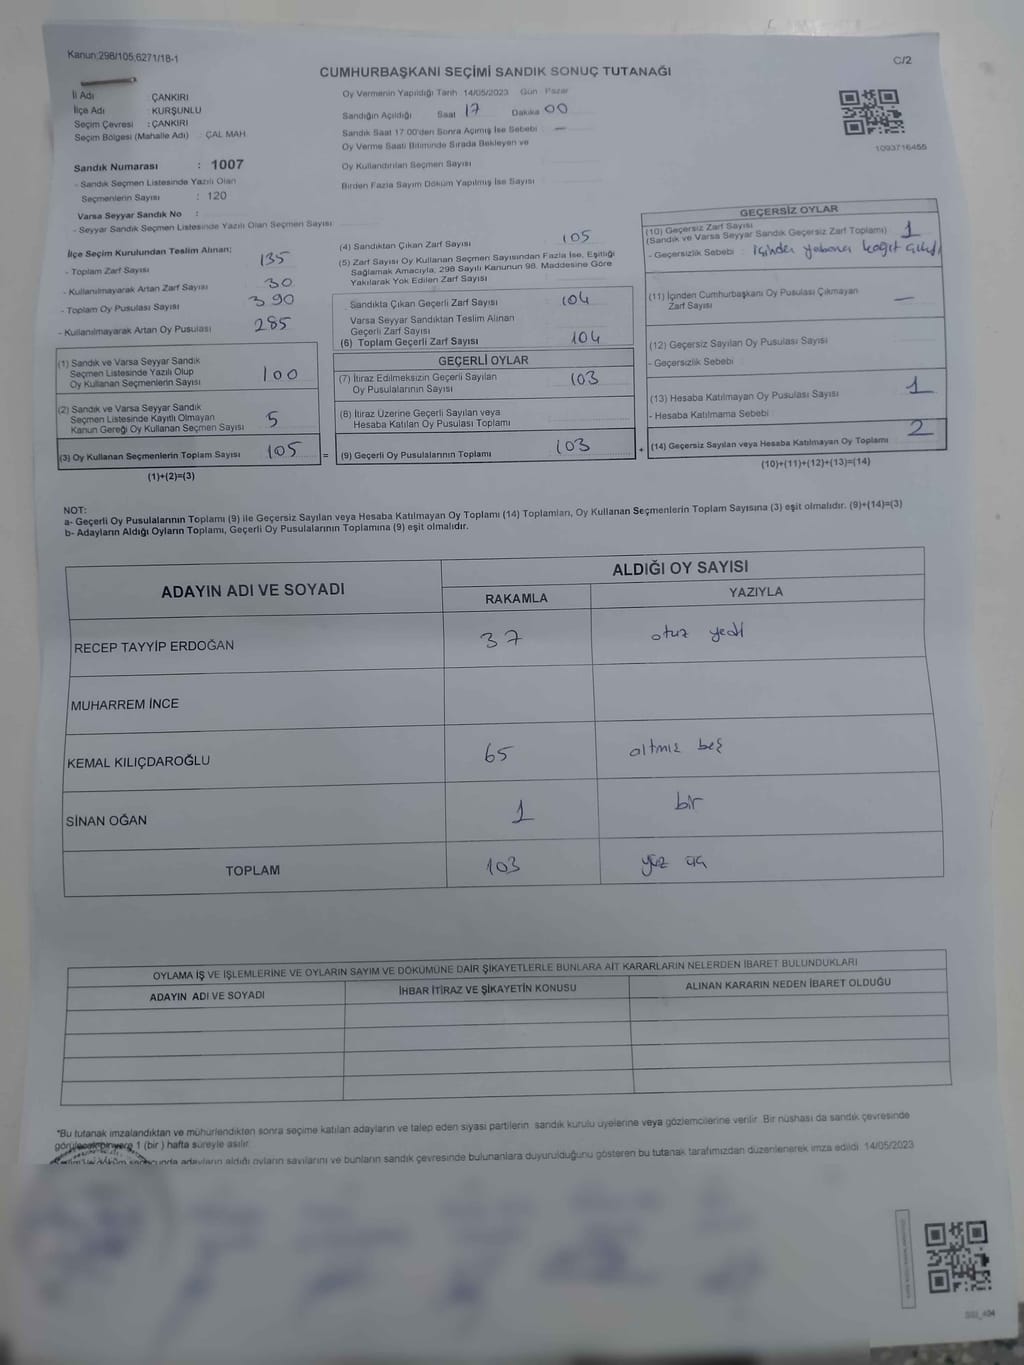 Kanun:298/105;6271/18-1
C/2
CUMHURBAŞKANI SEÇİMİ SANDIK SONUÇ TUTANAĞI
İl Adı : ÇANKIRI
İlçe Adı : KURŞUNLU
Seçim Çevresi : ÇANKIRI
Seçim Bölgesi (Mahalle Adı) : ÇAL MAH.
Sandık Numarası : 1007
- Sandık Seçmen Listesinde Yazılı Olan
Seçmenlerin Sayısı : 120
Varsa Seyyar Sandık No :
- Seyyar Sandık Seçmen Listesinde Yazılı Olan Seçmen Sayısı
Oy Vermenin Yapıldığı Tarih 14/05/2023 Gün Pazar
Sandığın Açıldığı Saat 17 Dakika 00
Sandık Saat 17.00'den Sonra Açımış İse Sebebi —
Oy Verme Saati Bitiminde Sırada Bekleyen ve
Oy Kullandırılan Seçmen Sayısı
Birden Fazla Sayım Döküm Yapılmış İse Sayısı
1093716455
İlçe Seçim Kurulundan Teslim Alınan;
- Toplam Zarf Sayısı 135
- Kullanılmayarak Artan Zarf Sayısı 30
- Toplam Oy Pusulası Sayısı 390
- Kullanılmayarak Artan Oy Pusulası 285
(1) Sandık ve Varsa Seyyar Sandık
Seçmen Listesinde Yazılı Olup
Oy Kullanan Seçmenlerin Sayısı 100
(2) Sandık ve Varsa Seyyar Sandık
Seçmen Listesinde Kayıtlı Olmayan
Kanun Gereği Oy Kullanan Seçmen Sayısı 5
(3) Oy Kullanan Seçmenlerin Toplam Sayısı 105 =
(1)+(2)=(3)
(4) Sandıktan Çıkan Zarf Sayısı 105
(5) Zarf Sayısı Oy Kullanan Seçmen Sayısından Fazla İse, Eşitliği
Sağlamak Amacıyla, 298 Sayılı Kanunun 98. Maddesine Göre
Yakılarak Yok Edilen Zarf Sayısı
Sandıkta Çıkan Geçerli Zarf Sayısı 104
Varsa Seyyar Sandıktan Teslim Alınan
Geçerli Zarf Sayısı
(6) Toplam Geçerli Zarf Sayısı 104
GEÇERLİ OYLAR
(7) İtiraz Edilmeksizin Geçerli Sayılan
Oy Pusulalarının Sayısı 103
(8) İtiraz Üzerine Geçerli Sayılan veya
Hesaba Katılan Oy Pusulası Toplamı
(9) Geçerli Oy Pusulalarının Toplamı 103 +
GEÇERSİZ OYLAR
(10) Geçersiz Zarf Sayısı
(Sandık ve Varsa Seyyar Sandık Geçersiz Zarf Toplamı) 1
- Geçersizlik Sebebi : içinden yabancı kağıt çıktı
(11) İçinden Cumhurbaşkanı Oy Pusulası Çıkmayan
Zarf Sayısı —
(12) Geçersiz Sayılan Oy Pusulası Sayısı
- Geçersizlik Sebebi
(13) Hesaba Katılmayan Oy Pusulası Sayısı 1
- Hesaba Katılmama Sebebi
(14) Geçersiz Sayılan veya Hesaba Katılmayan Oy Toplamı 2
(10)+(11)+(12)+(13)=(14)
NOT:
a- Geçerli Oy Pusulalarının Toplamı (9) ile Geçersiz Sayılan veya Hesaba Katılmayan Oy Toplamı (14) Toplamları, Oy Kullanan Seçmenlerin Toplam Sayısına (3) eşit olmalıdır. (9)+(14)=(3)
b- Adayların Aldığı Oyların Toplamı, Geçerli Oy Pusulalarının Toplamına (9) eşit olmalıdır.
ADAYIN ADI VE SOYADI
ALDIĞI OY SAYISI
RAKAMLA YAZIYLA
RECEP TAYYİP ERDOĞAN 37 otuz yedi
MUHARREM İNCE
KEMAL KILIÇDAROĞLU 65 altmış beş
SİNAN OĞAN 1 bir
TOPLAM 103 yüz üç
OYLAMA İŞ VE İŞLEMLERİNE VE OYLARIN SAYIM VE DÖKÜMÜNE DAİR ŞİKAYETLERLE BUNLARA AİT KARARLARIN NELERDEN İBARET BULUNDUKLARI
ADAYIN ADI VE SOYADI İHBAR İTİRAZ VE ŞİKAYETİN KONUSU ALINAN KARARIN NEDEN İBARET OLDUĞU
*Bu tutanak imzalandıktan ve mühürlendikten sonra seçime katılan adayların ve talep eden siyasi partilerin sandık kurulu üyelerine veya gözlemcilerine verilir. Bir nüshası da sandık çevresinde
görülecek bir yere 1 (bir) hafta süreyle asılır.
adayların aldığı oyların sayılarını ve bunların sandık çevresinde bulunanlara duyurulduğunu gösteren bu tutanak tarafımızdan düzenlenerek imza edildi. 14/05/2023